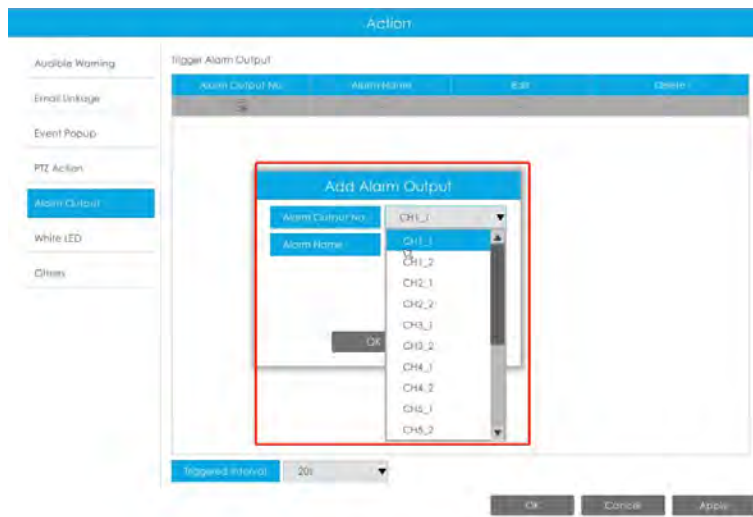 Action
Audible Warning
Email Linkage
Event Popup
PTZ Action
Alarm Output
White LED
Others
Trigger Alarm Output
Alarm Output No. Alarm Name Edit Delete
Add Alarm Output
Alarm Output No. CH1_1
Alarm Name
CH1_1
CH1_2
CH2_1
CH2_2
CH3_1
CH3_2
CH4_1
CH4_2
CH5_1
CH5_2
OK
Triggered Interval 20s
OK Cancel Apply